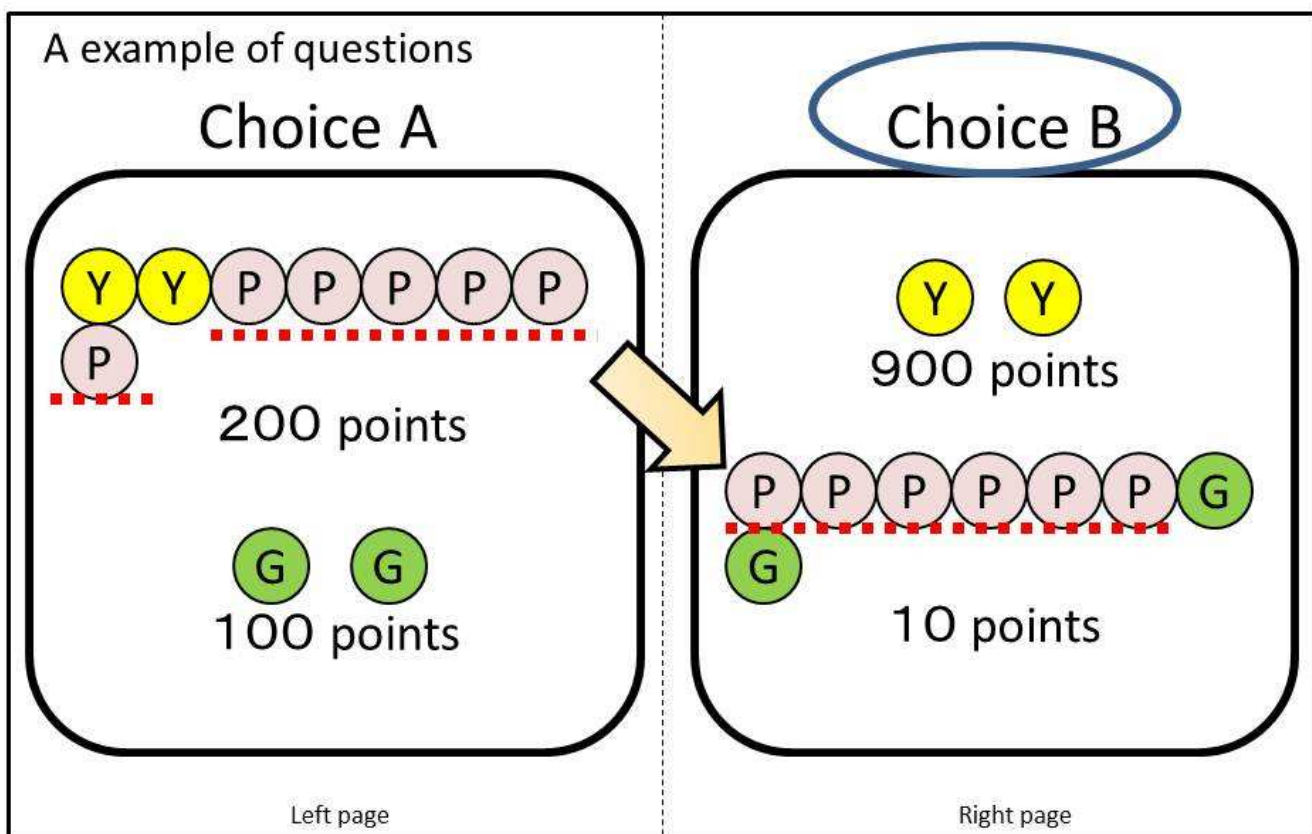 A example of questions
Choice A
Y Y P P P P P
P
200 points
G G
100 points
Left page
Choice B
Y Y
900 points
P P P P P P G
G
10 points
Right page